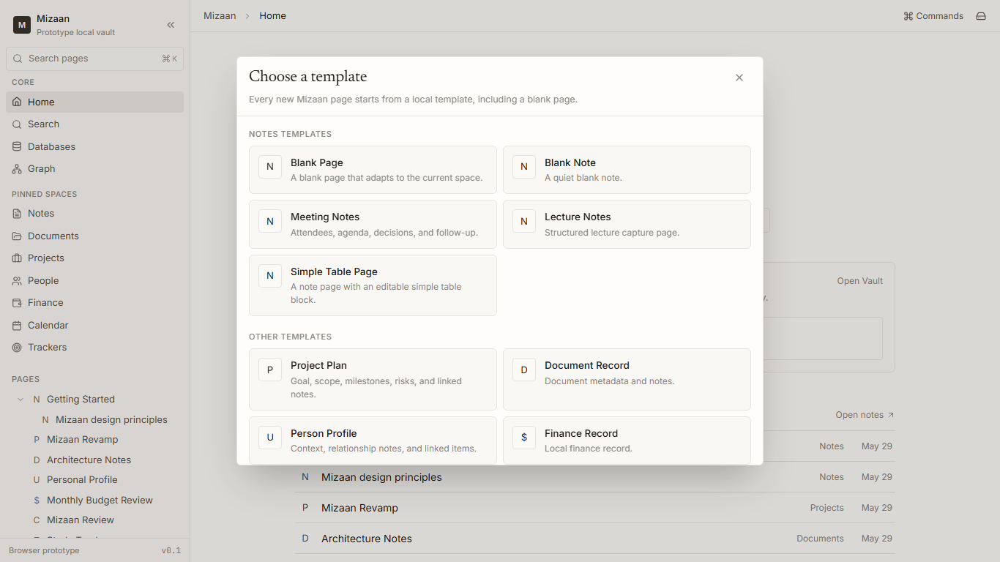 M
Mizaan
Prototype local vault
Search pages
⌘ K
CORE
Home
Search
Databases
Graph
PINNED SPACES
Notes
Documents
Projects
People
Finance
Calendar
Trackers
PAGES
N Getting Started
N Mizaan design principles
P Mizaan Revamp
D Architecture Notes
U Personal Profile
$ Monthly Budget Review
C Mizaan Review
Browser prototype v0.1
Mizaan Home
⌘ Commands
Choose a template
Every new Mizaan page starts from a local template, including a blank page.
NOTES TEMPLATES
N
Blank Page
A blank page that adapts to the current space.
N
Blank Note
A quiet blank note.
N
Meeting Notes
Attendees, agenda, decisions, and follow-up.
N
Lecture Notes
Structured lecture capture page.
N
Simple Table Page
A note page with an editable simple table
block.
OTHER TEMPLATES
P
Project Plan
Goal, scope, milestones, risks, and linked
notes.
D
Document Record
Document metadata and notes.
U
Person Profile
Context, relationship notes, and linked items.
$
Finance Record
Local finance record.
Open Vault
Open notes
Notes May 29
N Mizaan design principles Notes May 29
P Mizaan Revamp Projects May 29
D Architecture Notes Documents May 29